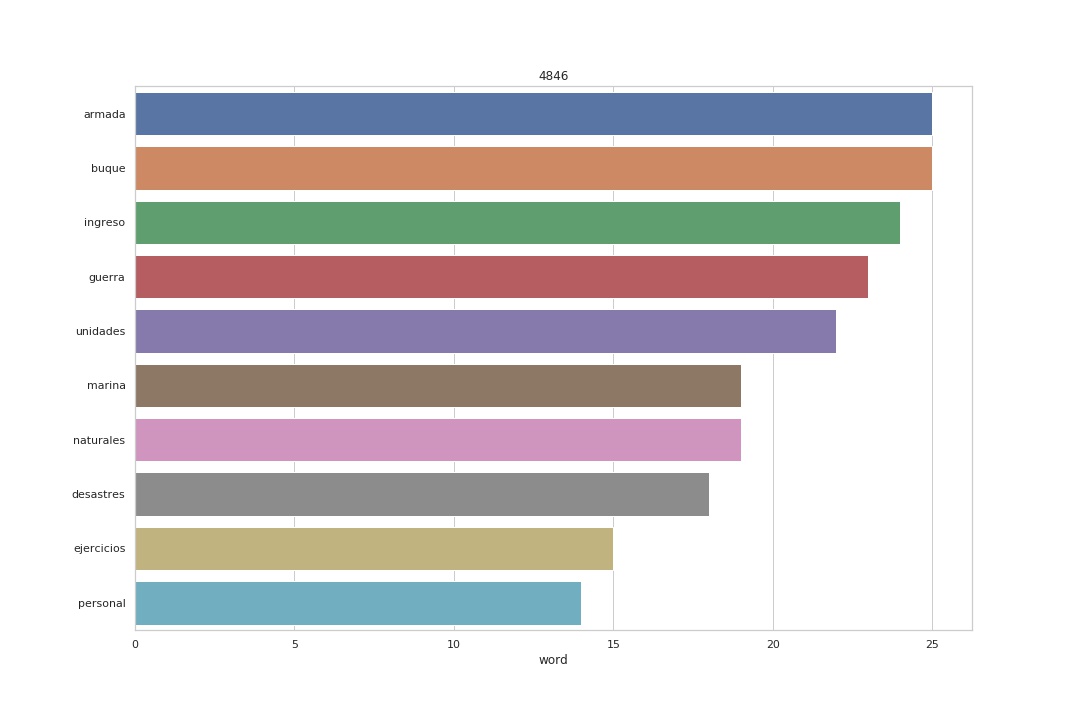 4846
armada
buque
ingreso
guerra
unidades
marina
naturales
desastres
ejercicios
personal
0 5 10 15 20 25
word